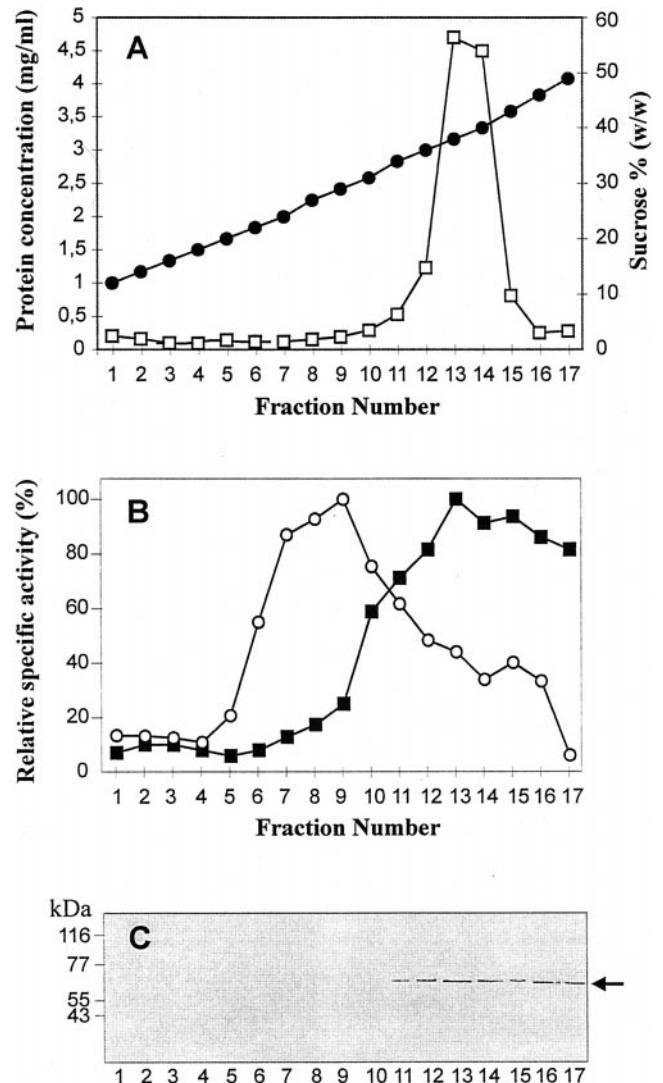 A
Protein concentration (mg/ml)
5
4,5
4
3,5
3
2,5
2
1,5
1
0,5
0
60
50
40
30
20
10
0
Sucrose % (w/w)
1 2 3 4 5 6 7 8 9 10 11 12 13 14 15 16 17
Fraction Number
B
Relative specific activity (%)
100
80
60
40
20
0
1 2 3 4 5 6 7 8 9 10 11 12 13 14 15 16 17
Fraction Number
C
kDa
116
77
55
43
1 2 3 4 5 6 7 8 9 10 11 12 13 14 15 16 17